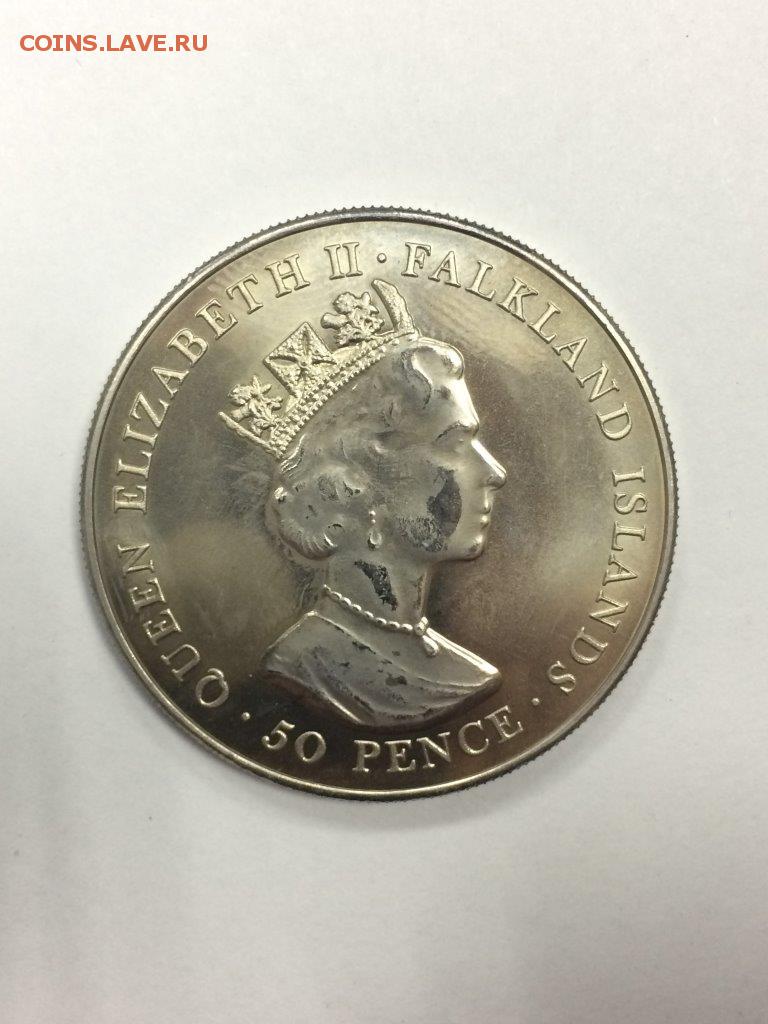 COINS.LAVE.RU
QUEEN ELIZABETH II · FALKLAND ISLANDS ·
50 PENCE ·